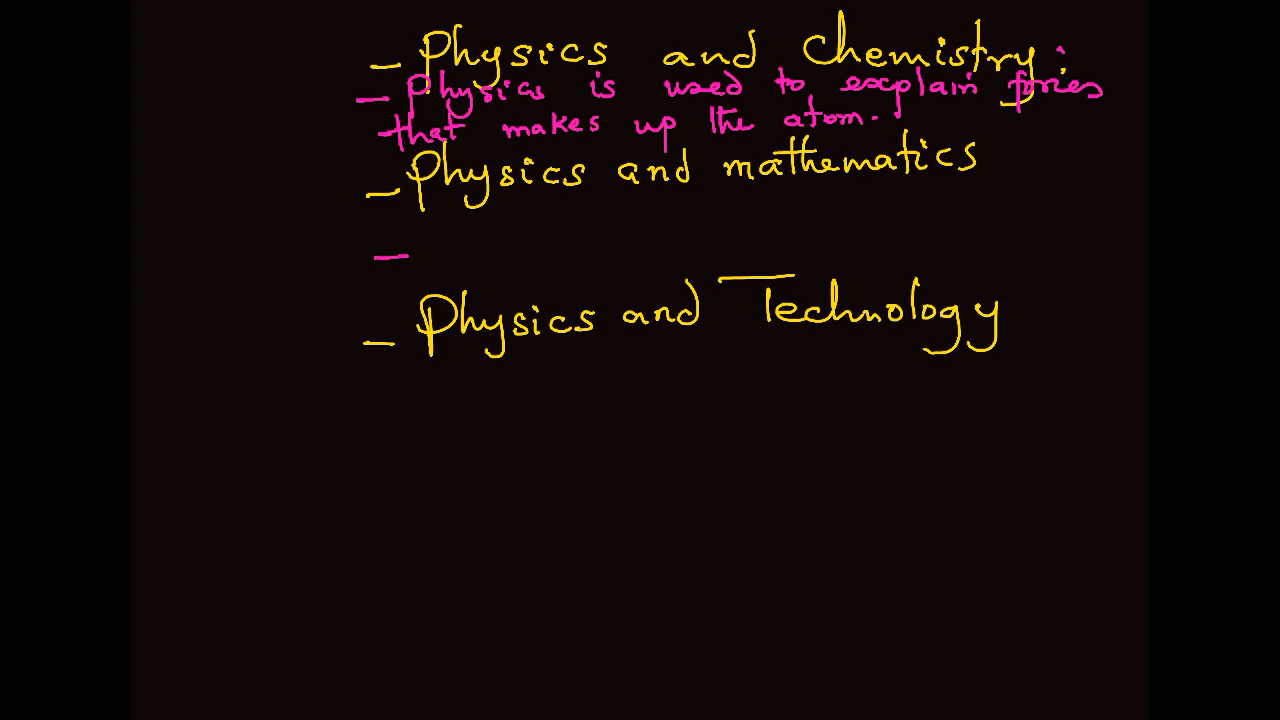 - Physics and Chemistry:
- Physics is used to explain forces
that makes up the atom.
- Physics and mathematics
-
- Physics and Technology